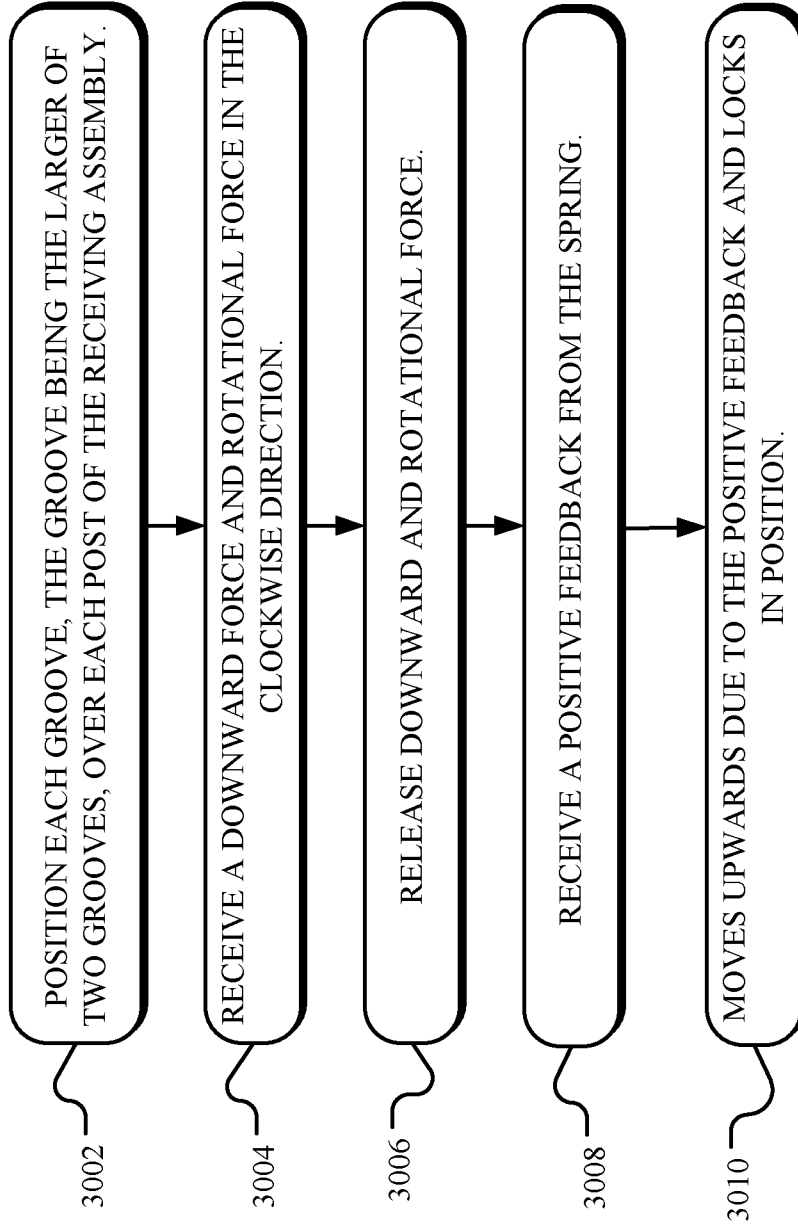 POSITION EACH GROOVE, THE GROOVE BEING THE LARGER OF
TWO GROOVES, OVER EACH POST OF THE RECEIVING ASSEMBLY.
3002
RECEIVE A DOWNWARD FORCE AND ROTATIONAL FORCE IN THE
CLOCKWISE DIRECTION.
3004
RELEASE DOWNWARD AND ROTATIONAL FORCE.
3006
RECEIVE A POSITIVE FEEDBACK FROM THE SPRING.
3008
MOVES UPWARDS DUE TO THE POSITIVE FEEDBACK AND LOCKS
IN POSITION.
3010